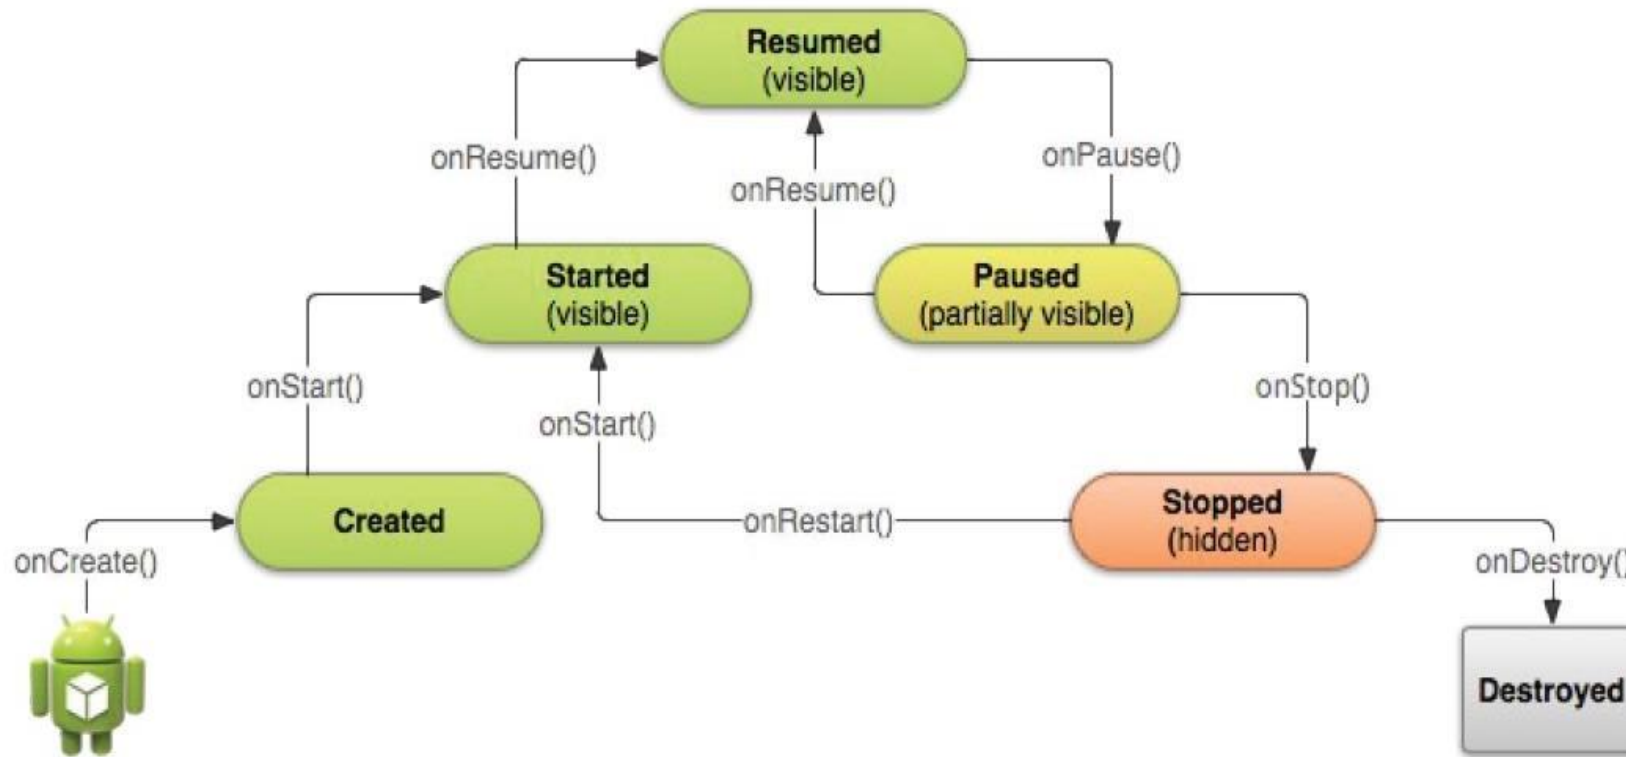 Resumed
(visible)
onResume()
onPause()
onResume()
Started
(visible)
Paused
(partially visible)
onStart()
onStart()
onStop()
Created
onRestart()
Stopped
(hidden)
onCreate()
onDestroy()
Destroyed